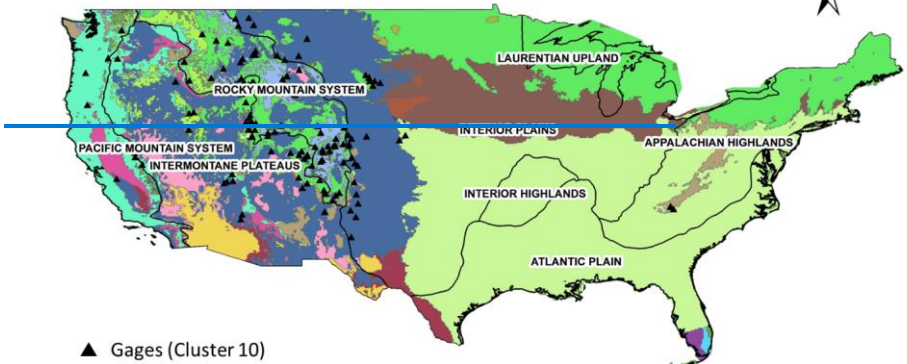 LAURENTIAN UPLAND
ROCKY MOUNTAIN SYSTEM
INTERIOR PLAINS
PACIFIC MOUNTAIN SYSTEM
APPALACHIAN HIGHLANDS
INTERMONTANE PLATEAUS
INTERIOR HIGHLANDS
ATLANTIC PLAIN
Gages (Cluster 10)